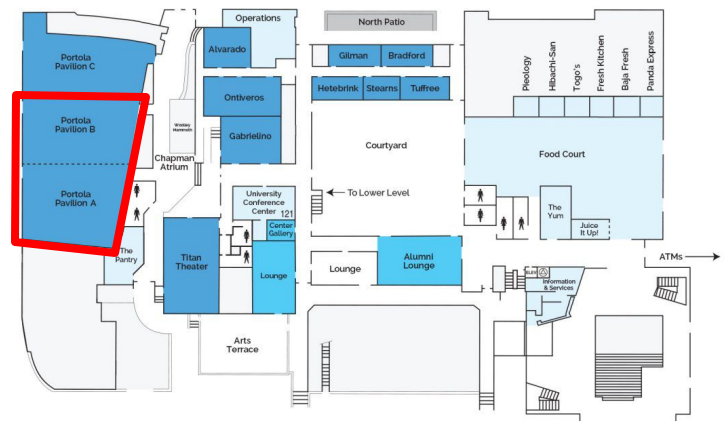 Operations
North Patio
Portola
Pavilion C
Alvarado
Gilman
Bradford
Pieology
Hibachi-San
Togo's
Fresh Kitchen
Baja Fresh
Panda Express
Hetebrink
Stearns
Tuffree
Ontiveros
Portola
Pavilion B
Gabrielino
Courtyard
Food Court
Chapman
Atrium
Portola
Pavilion A
To Lower Level
University
Conference
Center 121
Center
Gallery
The
Yum
Juice
It Up!
The
Pantry
Titan
Theater
Lounge
Lounge
Alumni
Lounge
ATMs
ELEV
Information
& Services
Arts
Terrace